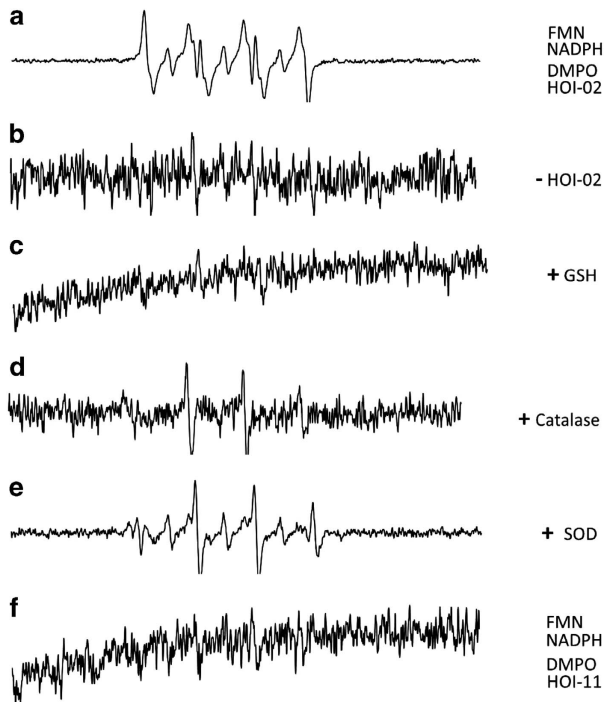 a
FMN
NADPH
DMPO
HOI-02
b
- HOI-02
c
+ GSH
d
+ Catalase
e
+ SOD
f
FMN
NADPH
DMPO
HOI-11